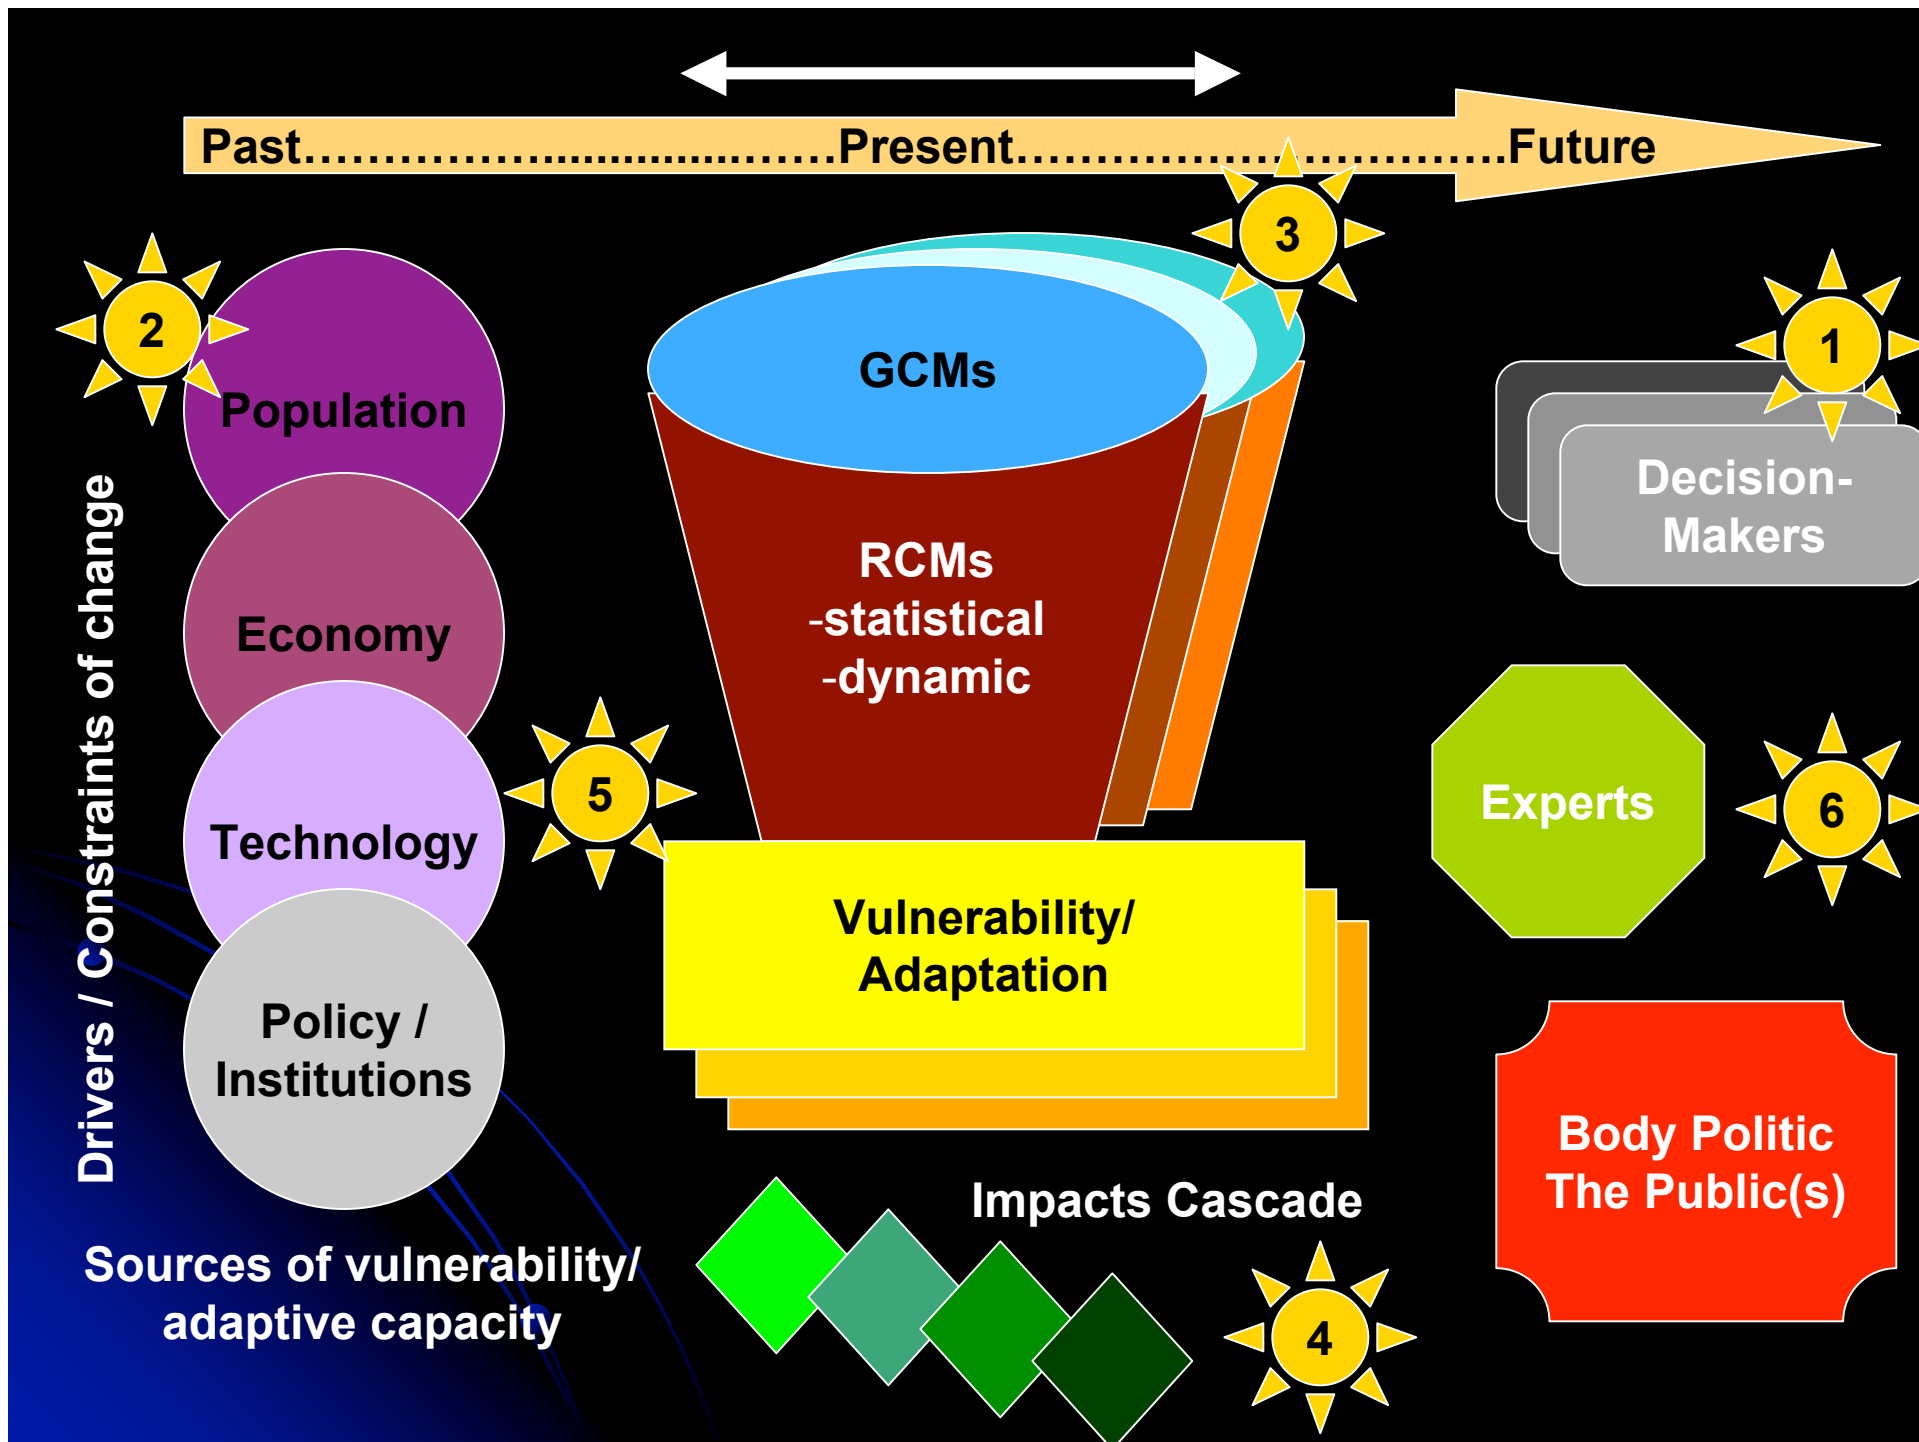 Past…………….............……Present………………………….Future
3
2
1
GCMs
Population
Decision-
Makers
RCMs
-statistical
-dynamic
Economy
Drivers / Constraints of change
5
Experts
6
Technology
Vulnerability/
Adaptation
Policy /
Institutions
Body Politic
The Public(s)
Impacts Cascade
Sources of vulnerability/
adaptive capacity
4